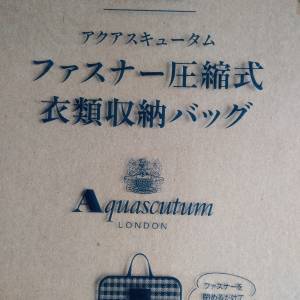 アクアスキュータム
ファスナー圧縮式
衣類収納バッグ
Aquascutum
LONDON
ファスナーを
閉めるだけで